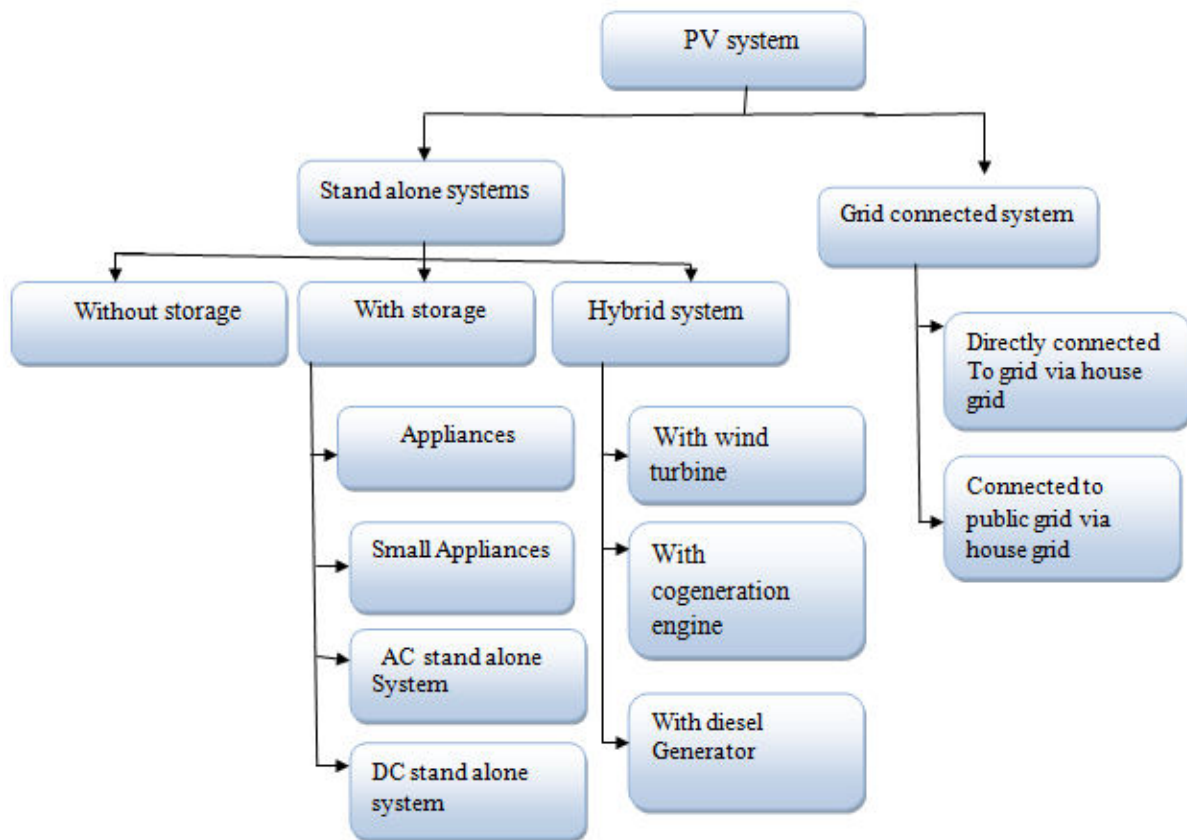 PV system
Stand alone systems
Grid connected system
Without storage
With storage
Hybrid system
Appliances
Small Appliances
AC stand alone
System
DC stand alone
system
With wind
turbine
With
cogeneration
engine
With diesel
Generator
Directly connected
To grid via house
grid
Connected to
public grid via
house grid